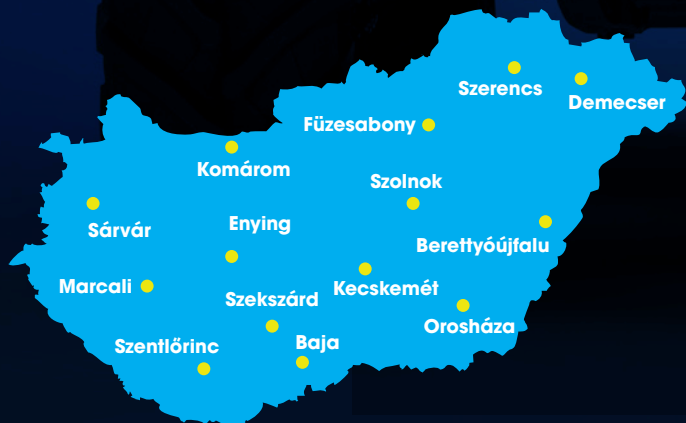 Szerencs
Demecser
Füzesabony
Komárom
Szolnok
Sárvár
Enying
Berettyóújfalu
Marcali
Kecskemét
Szekszárd
Orosháza
Szentlőrinc
Baja